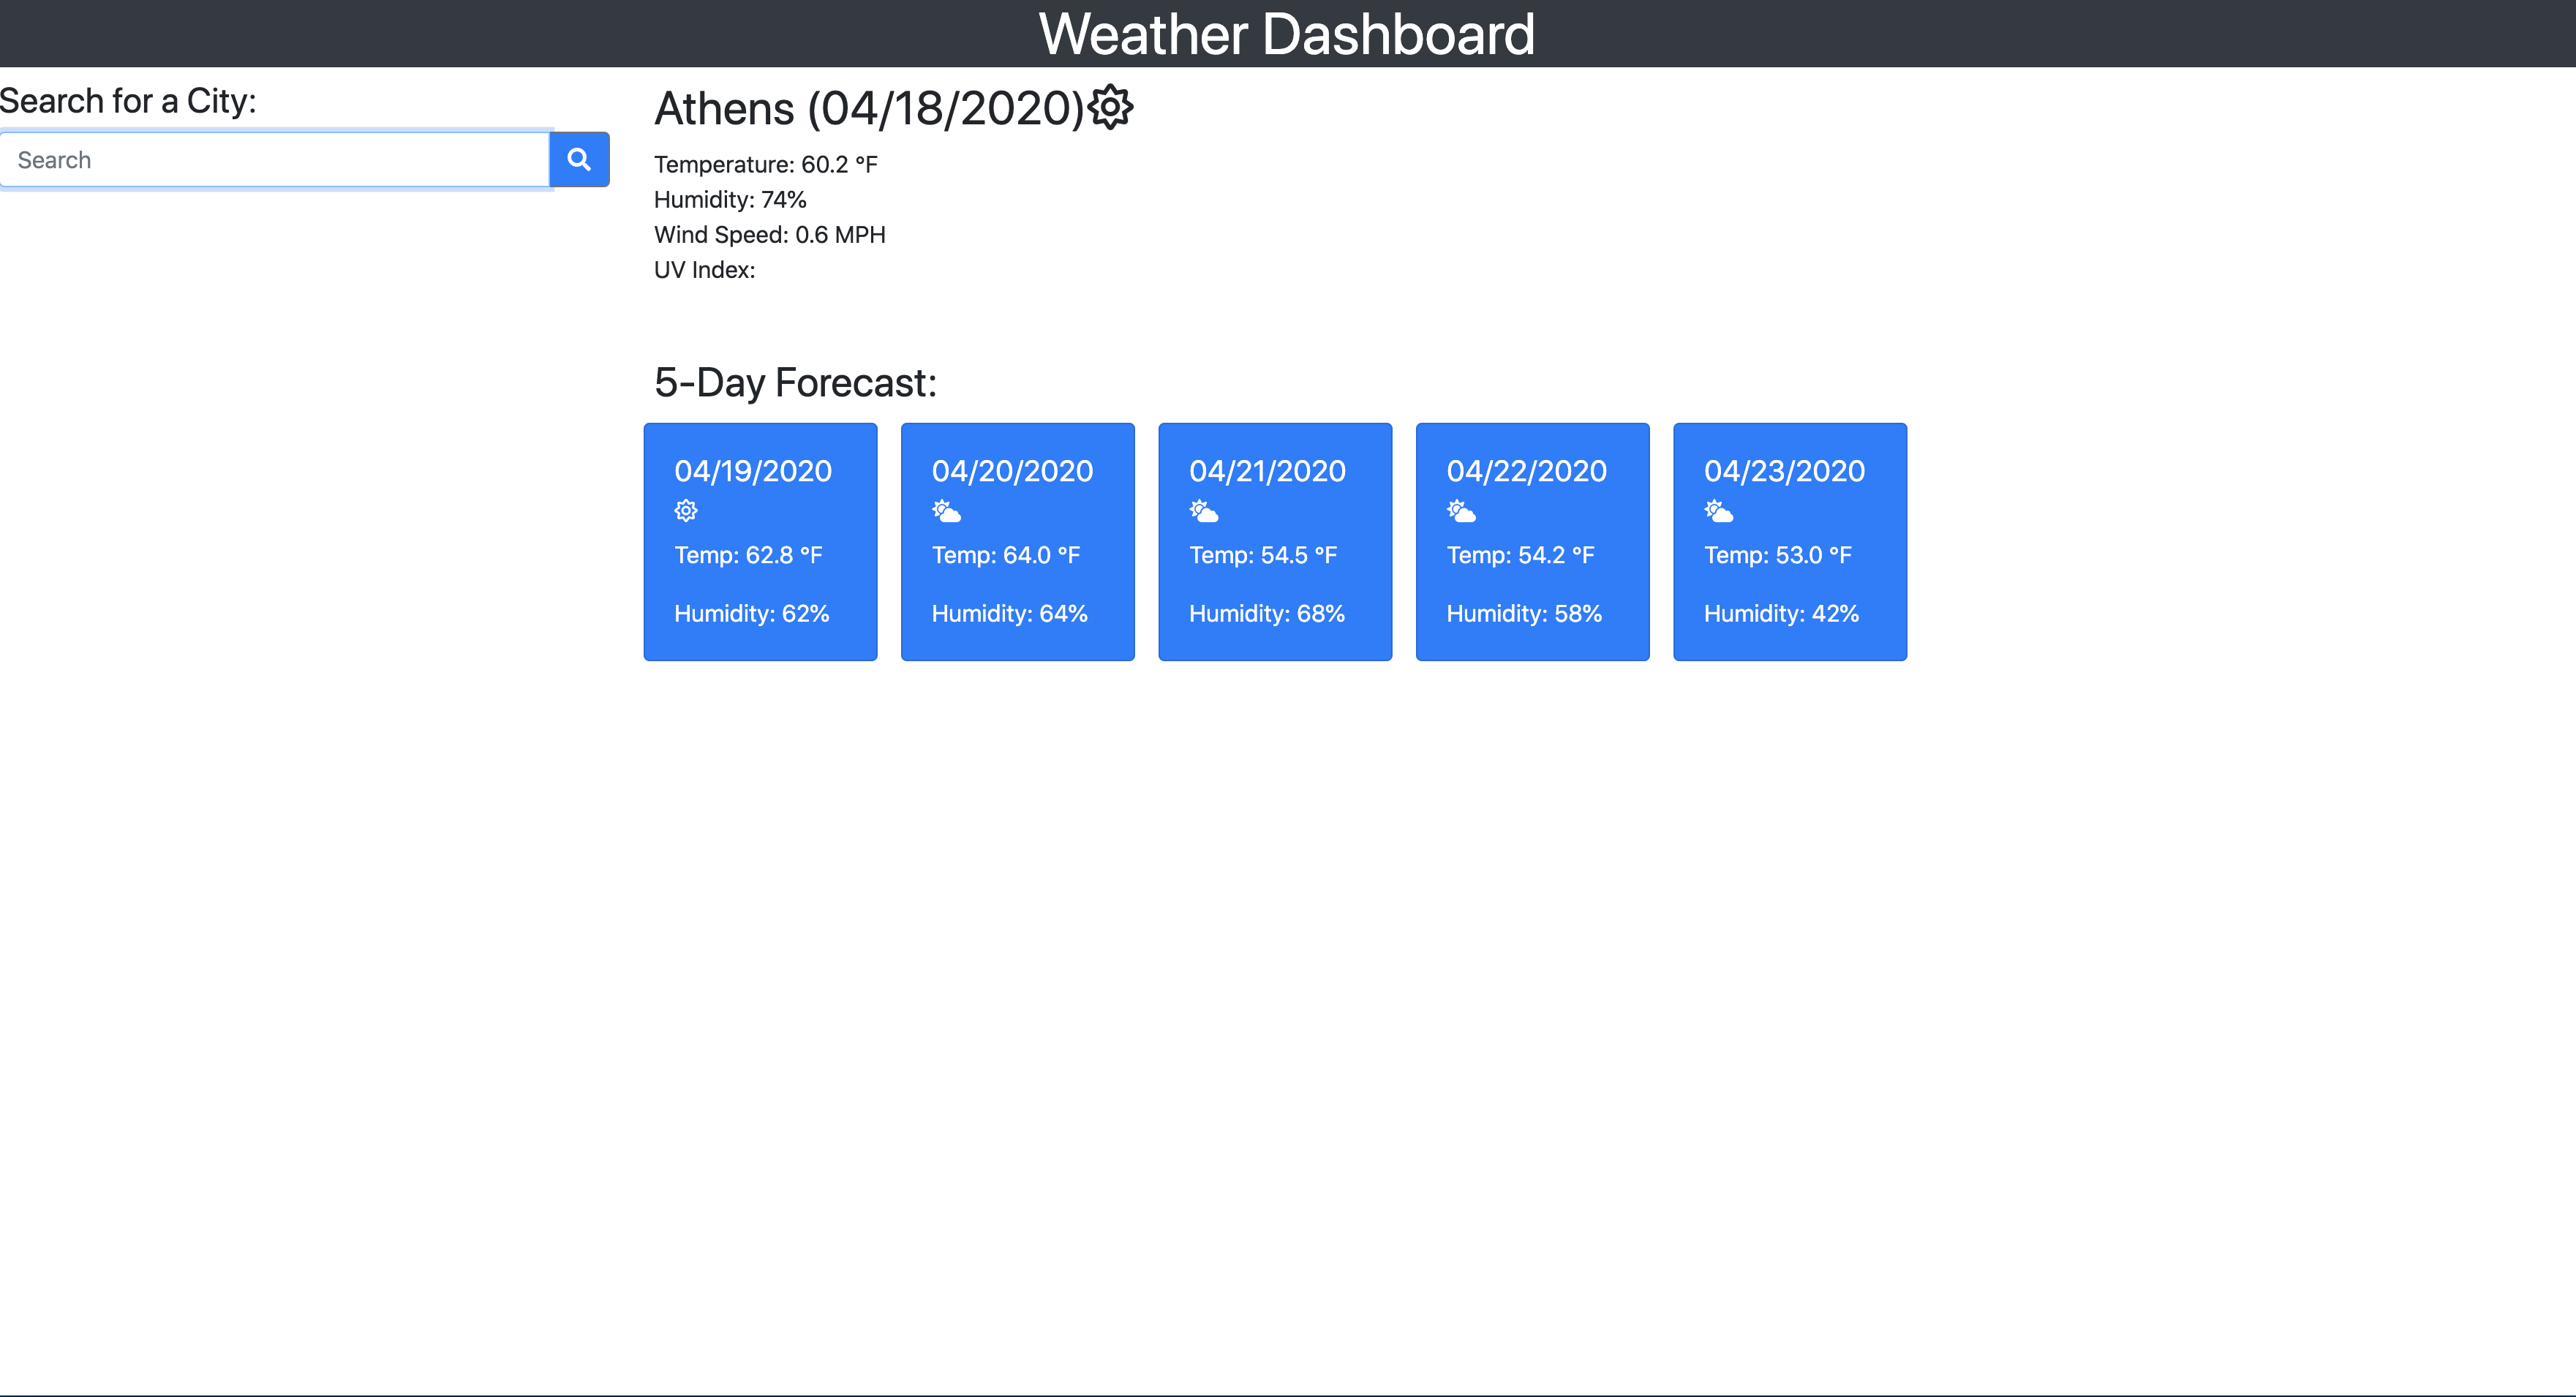 Weather Dashboard
Search for a City:
Search
Athens (04/18/2020)
Temperature: 60.2 °F
Humidity: 74%
Wind Speed: 0.6 MPH
UV Index:
5-Day Forecast:
04/19/2020
Temp: 62.8 °F
Humidity: 62%
04/20/2020
Temp: 64.0 °F
Humidity: 64%
04/21/2020
Temp: 54.5 °F
Humidity: 68%
04/22/2020
Temp: 54.2 °F
Humidity: 58%
04/23/2020
Temp: 53.0 °F
Humidity: 42%